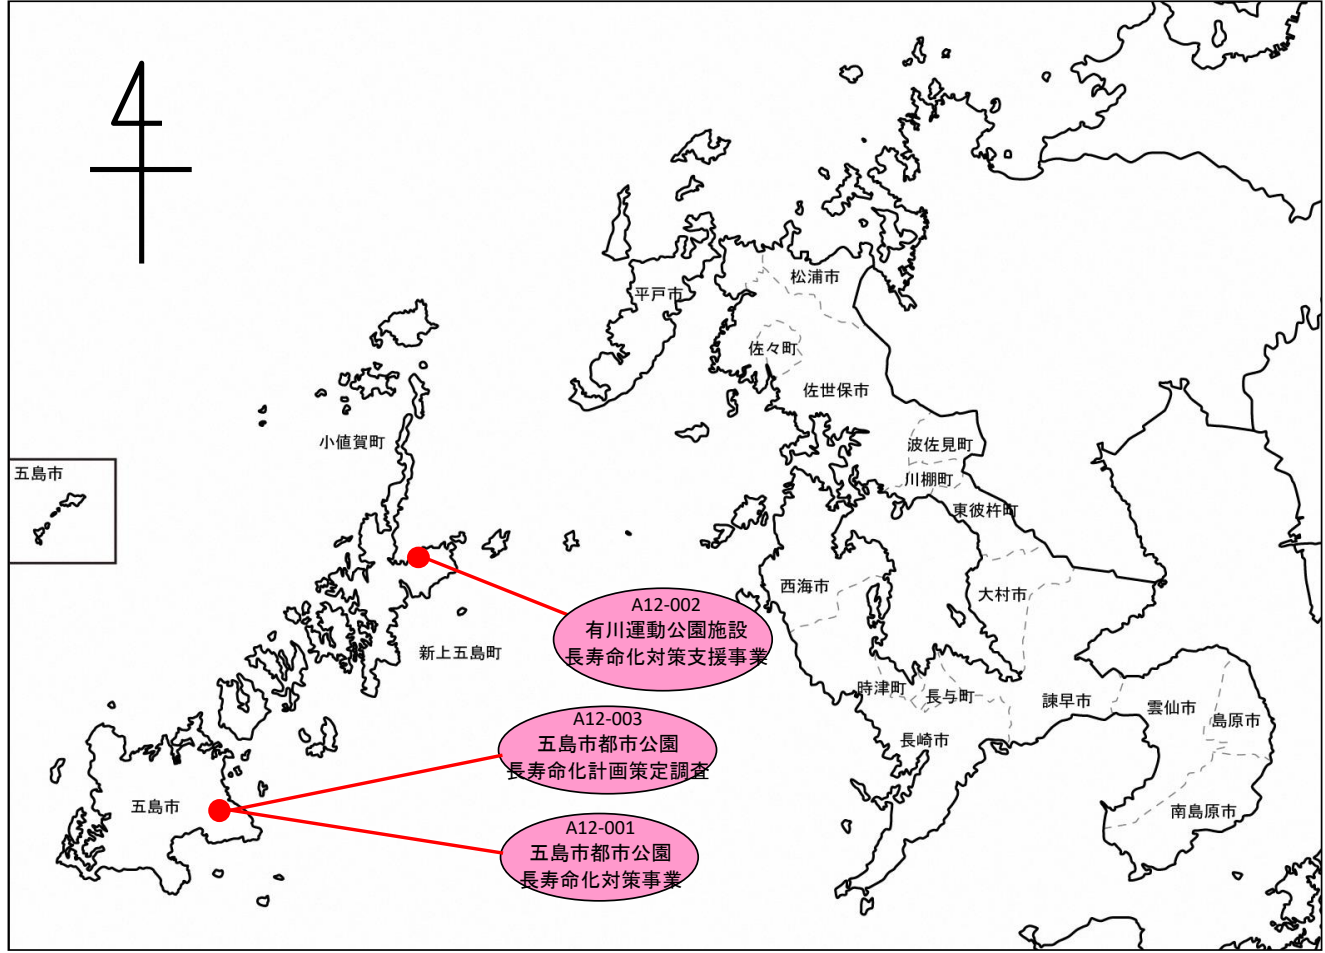 松浦市
平戸市
佐々町
佐世保市
小値賀町
波佐見町
五島市
川棚町
東彼杵町
西海市
大村市
A12-002
有川運動公園施設
長寿命化対策支援事業
新上五島町
時津町
長与町
諫早市
雲仙市
島原市
A12-003
五島市都市公園
長寿命化計画策定調査
長崎市
五島市
南島原市
A12-001
五島市都市公園
長寿命化対策事業